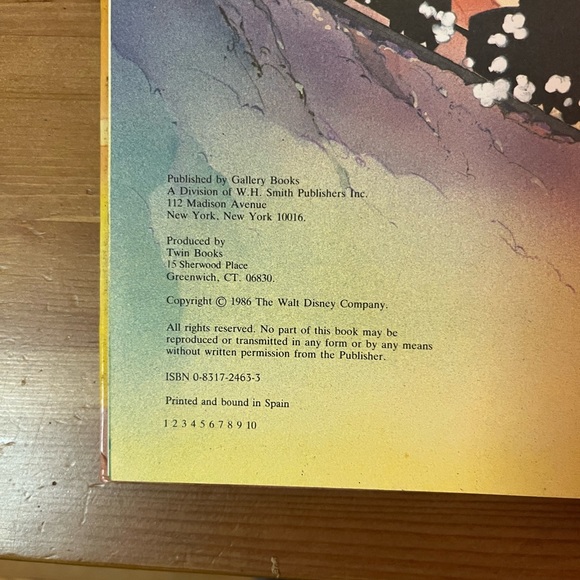 Published by Gallery Books
A Division of W.H. Smith Publishers Inc.
112 Madison Avenue
New York, New York 10016.
Produced by
Twin Books
15 Sherwood Place
Greenwich, CT. 06830.
Copyright © 1986 The Walt Disney Company.
All rights reserved. No part of this book may be
reproduced or transmitted in any form or by any means
without written permission from the Publisher.
ISBN 0-8317-2463-3
Printed and bound in Spain
1 2 3 4 5 6 7 8 9 10